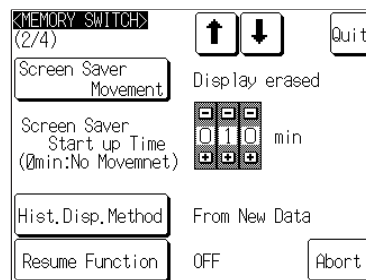 <MEMORY SWITCH>
(2/4)
Quit
Screen Saver
Movement
Display erased
Screen Saver
Start up Time
(0min:No Movemnet)
010 min
Hist.Disp.Method
From New Data
Resume Function
OFF
Abort